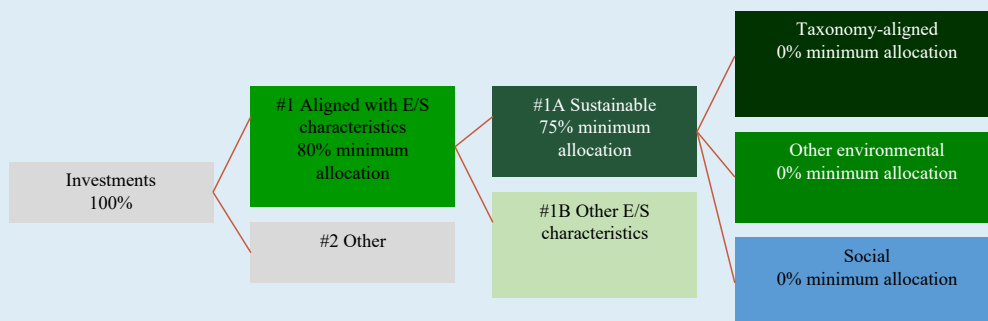 Investments
100%
#1 Aligned with E/S
characteristics
80% minimum
allocation
#2 Other
#1A Sustainable
75% minimum
allocation
#1B Other E/S
characteristics
Taxonomy-aligned
0% minimum allocation
Other environmental
0% minimum allocation
Social
0% minimum allocation